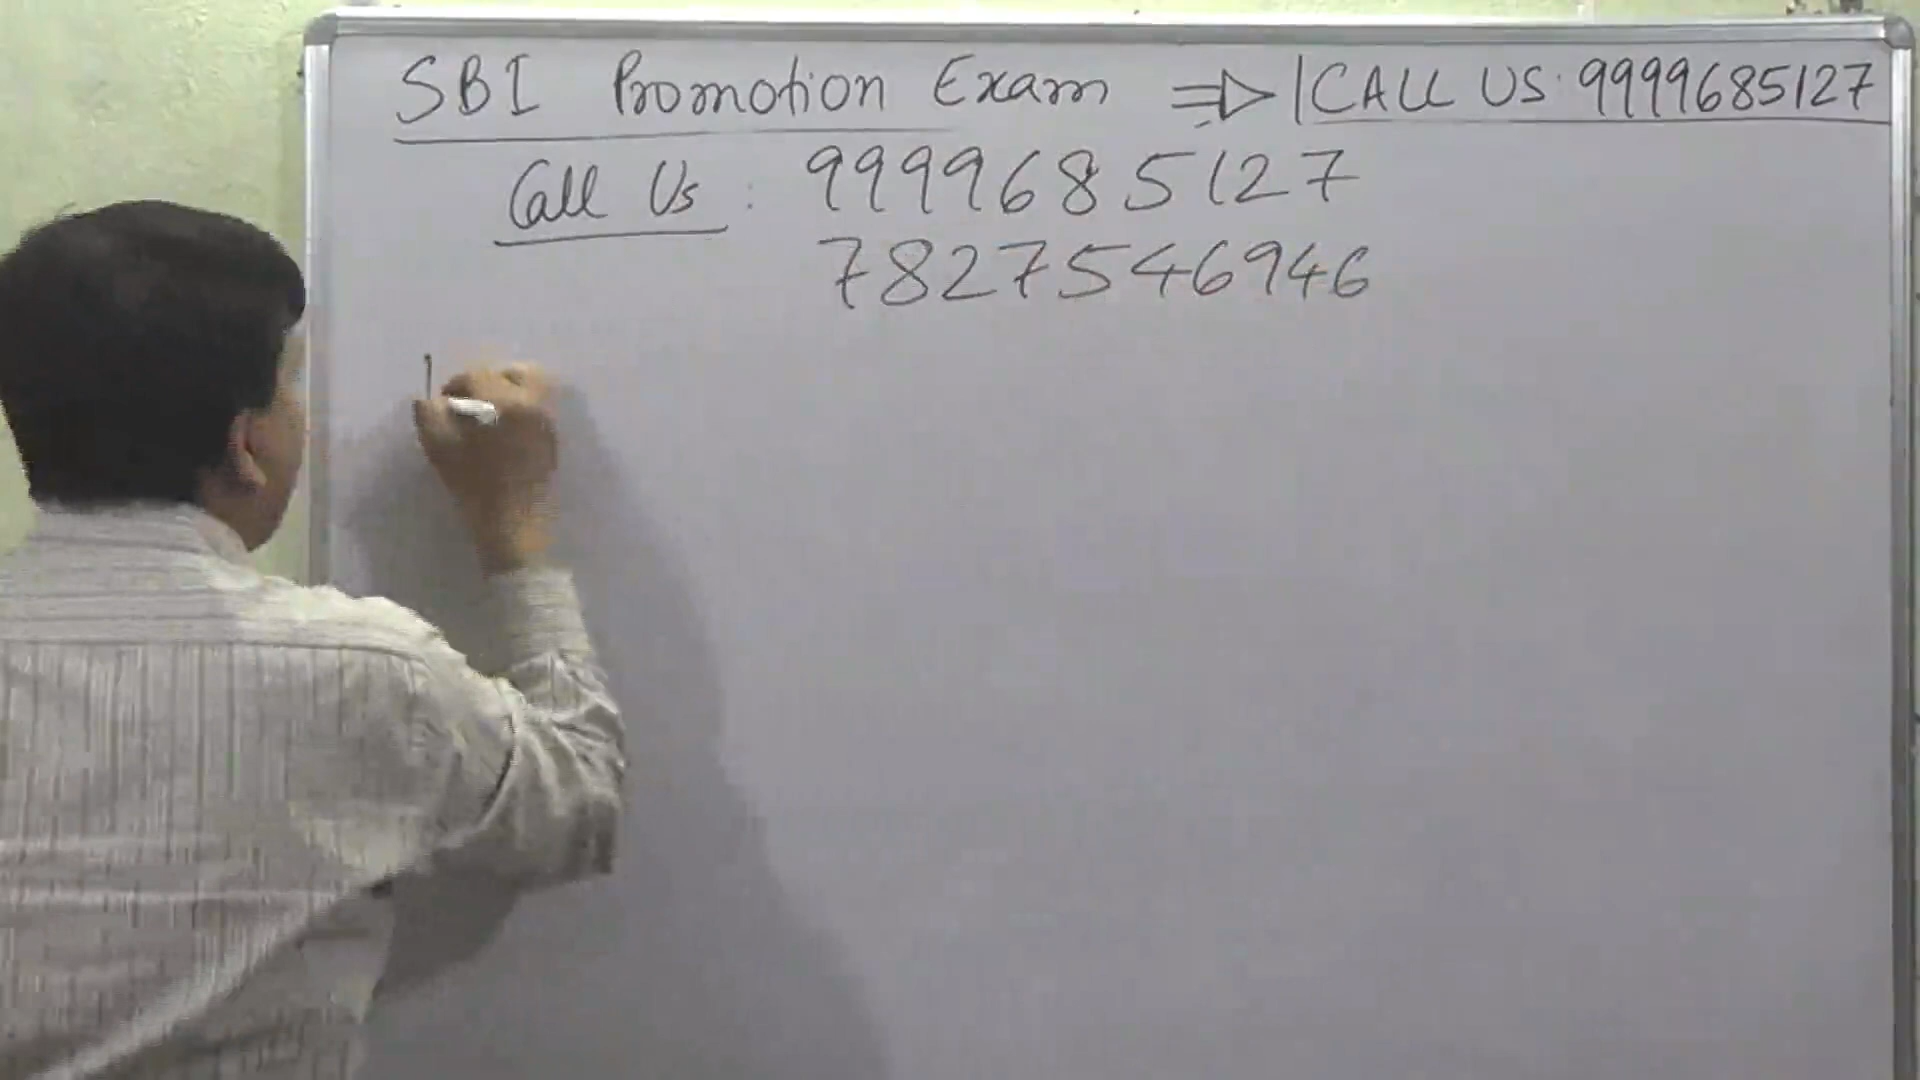 SBI Promotion Exam ⇒ | CALL US: 9999685127
Call Us : 9999685127
7827546946